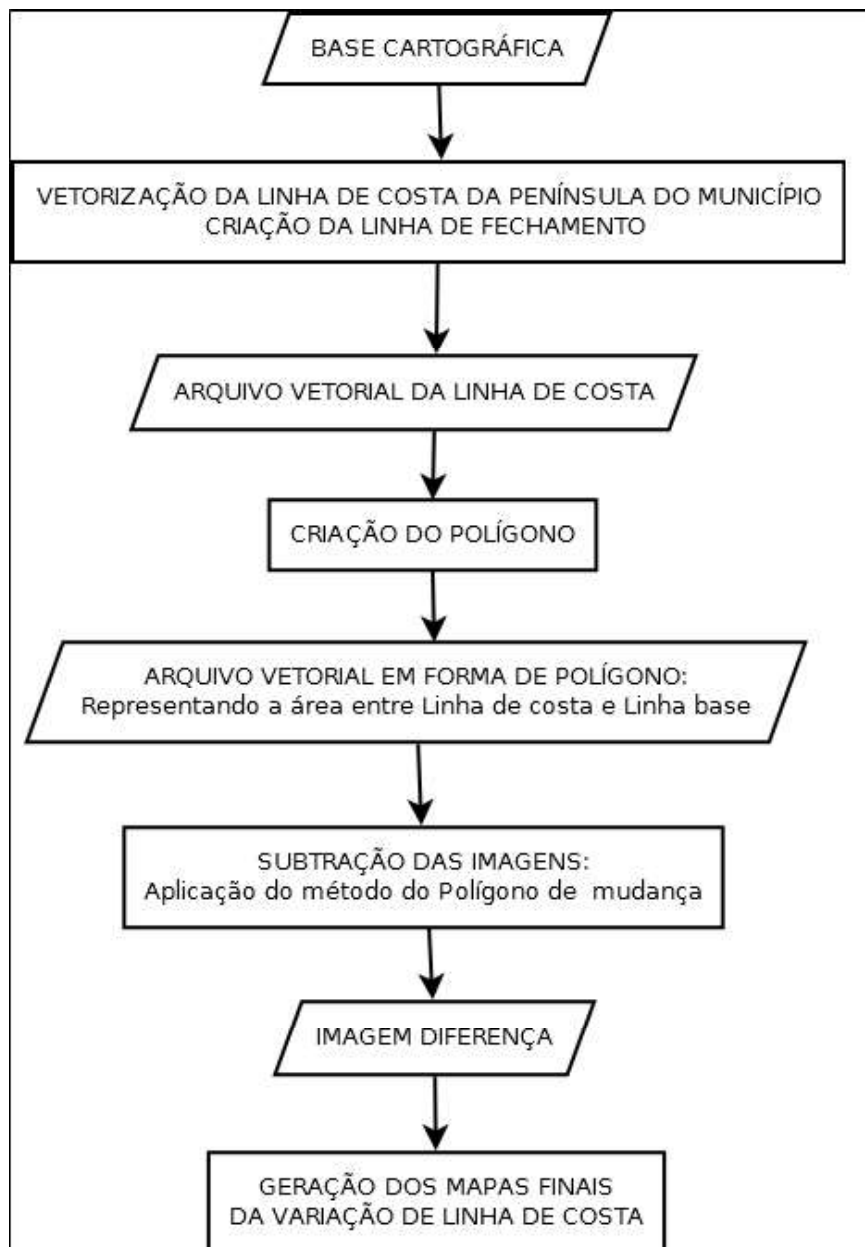 BASE CARTOGRÁFICA
VETORIZAÇÃO DA LINHA DE COSTA DA PENÍNSULA DO MUNICÍPIO
CRIAÇÃO DA LINHA DE FECHAMENTO
ARQUIVO VETORIAL DA LINHA DE COSTA
CRIAÇÃO DO POLÍGONO
ARQUIVO VETORIAL EM FORMA DE POLÍGONO:
Representando a área entre Linha de costa e Linha base
SUBTRAÇÃO DAS IMAGENS:
Aplicação do método do Polígono de mudança
IMAGEM DIFERENÇA
GERAÇÃO DOS MAPAS FINAIS
DA VARIAÇÃO DE LINHA DE COSTA